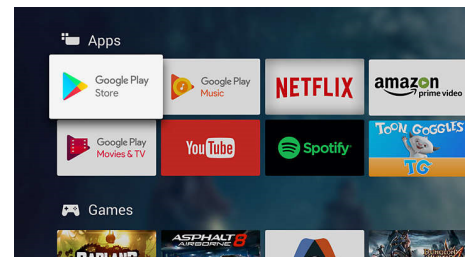 Apps
Google Play
Store
Google Play
Music
NETFLIX
amazon
prime video
Google Play
Movies & TV
YouTube
Spotify
TOON GOGGLES
TG
Games
BADLAND
ASPHALT 8
AIRBORNE